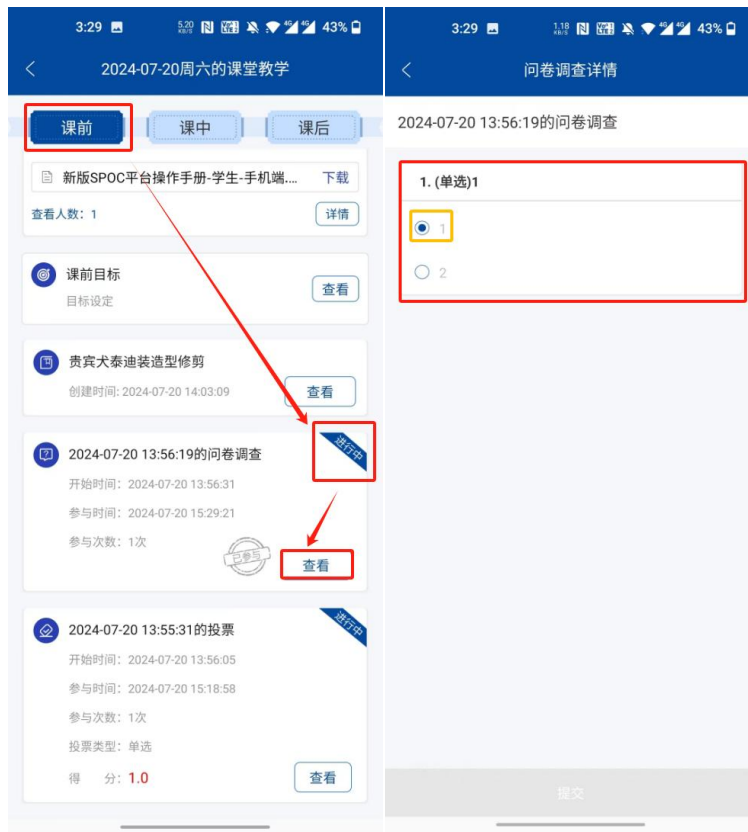 3:29 5.20 KB/S 4G 4G 43%
2024-07-20周六的课堂教学
课前 课中 课后
新版SPOC平台操作手册-学生-手机端.... 下载
查看人数：1 详情
课前目标
目标设定
查看
贵宾犬泰迪装造型修剪
创建时间: 2024-07-20 14:03:09 查看
2024-07-20 13:56:19的问卷调查 进行中
开始时间：2024-07-20 13:56:31
参与时间：2024-07-20 15:29:21
参与次数：1次
已参与 查看
2024-07-20 13:55:31的投票 进行中
开始时间：2024-07-20 13:56:05
参与时间：2024-07-20 15:18:58
参与次数：1次
投票类型：单选
得 分：1.0 查看
3:29 1.18 KB/S 4G 4G 43%
问卷调查详情
2024-07-20 13:56:19的问卷调查
1. (单选)1
1
2
提交